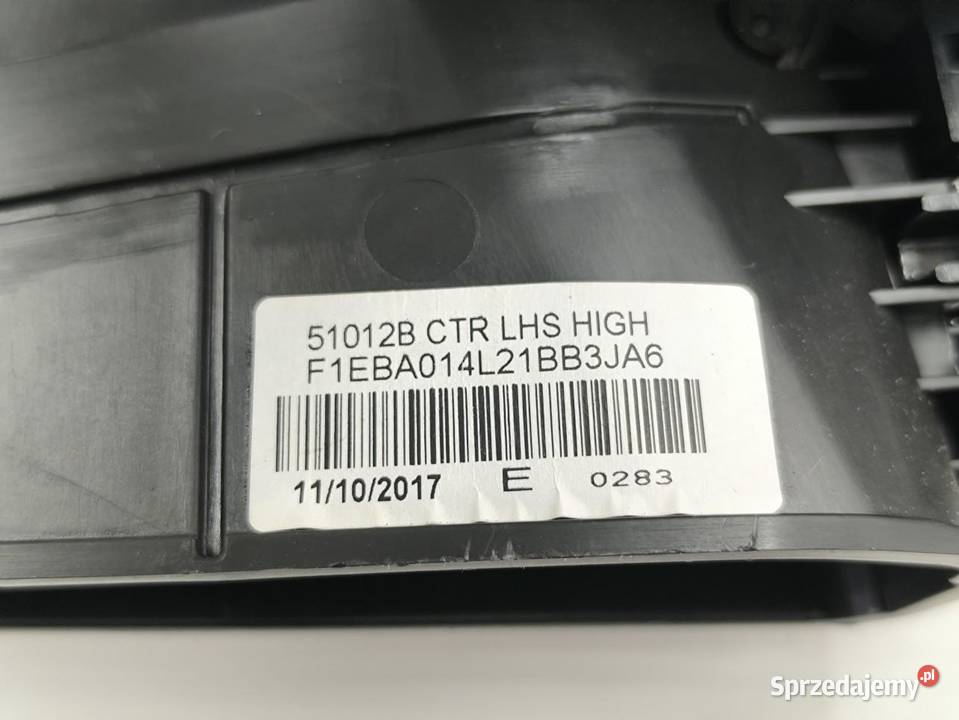 51012B CTR LHS HIGH
F1EBA014L21BB3JA6
11/10/2017 E 0283
Sprzedajemy.pl